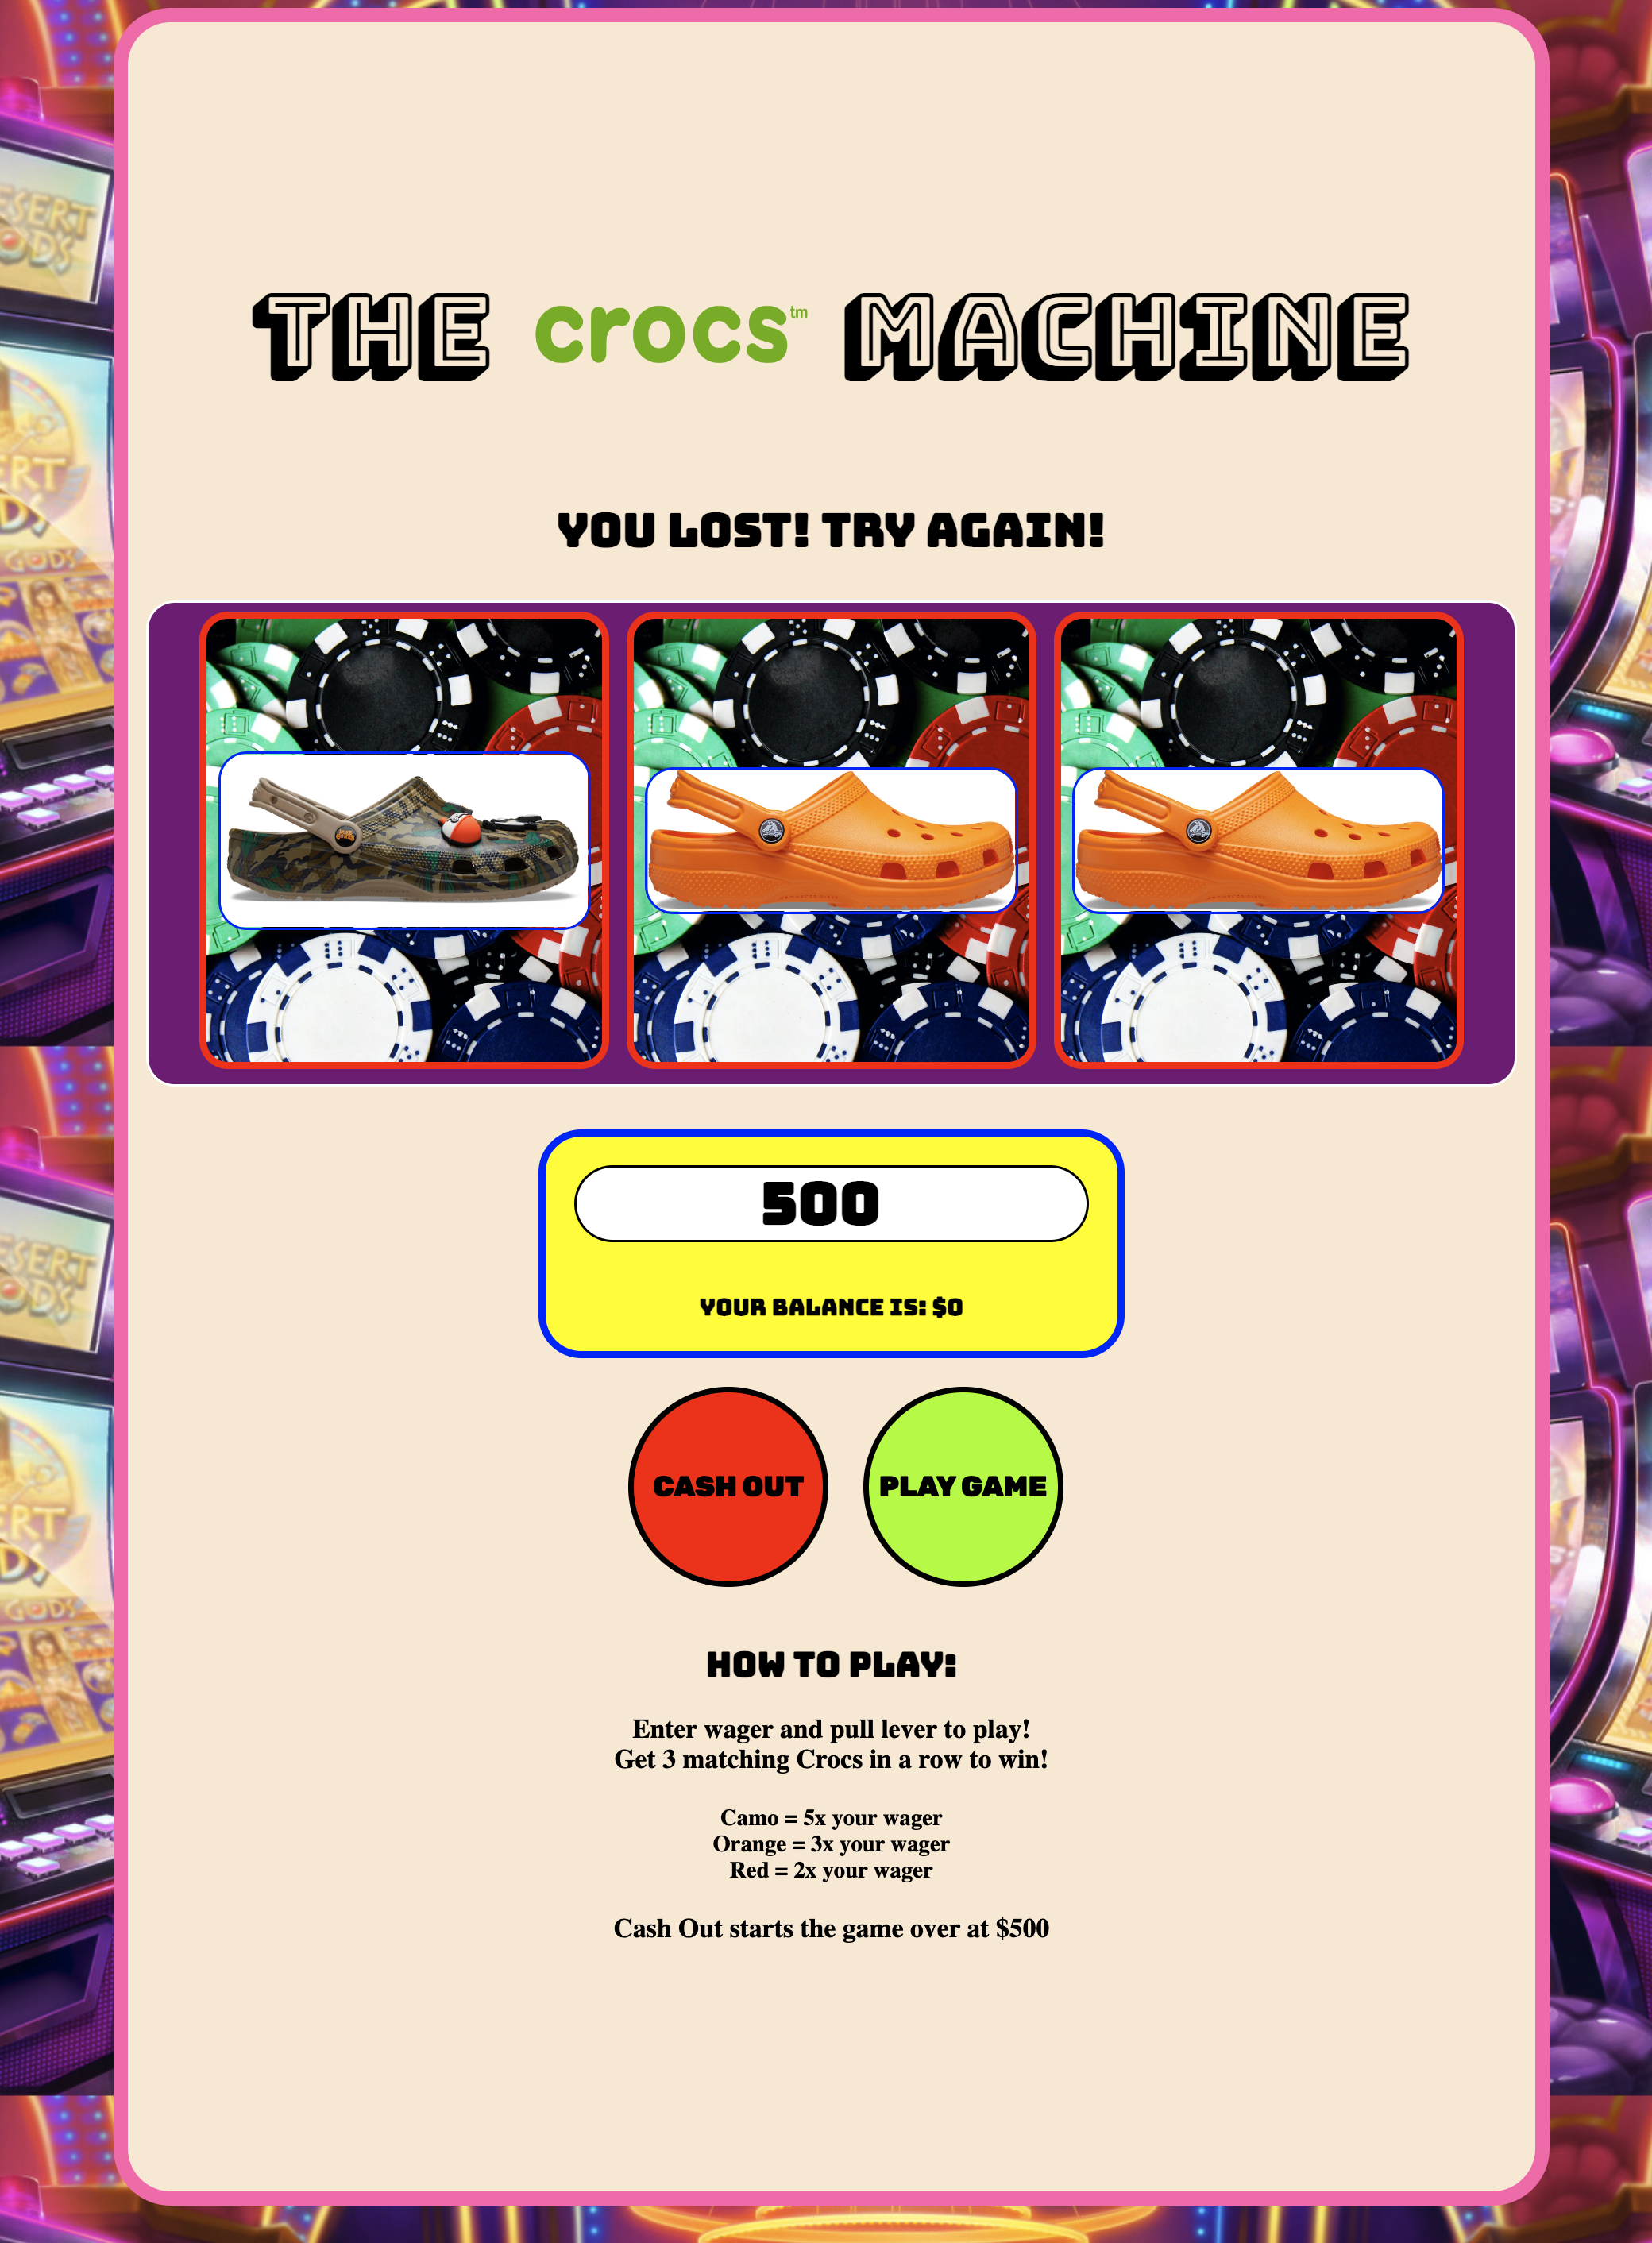 THE crocs™ MACHINE
YOU LOST! TRY AGAIN!
500
YOUR BALANCE IS: $0
CASH OUT
PLAY GAME
HOW TO PLAY:
Enter wager and pull lever to play!
Get 3 matching Crocs in a row to win!
Camo = 5x your wager
Orange = 3x your wager
Red = 2x your wager
Cash Out starts the game over at $500